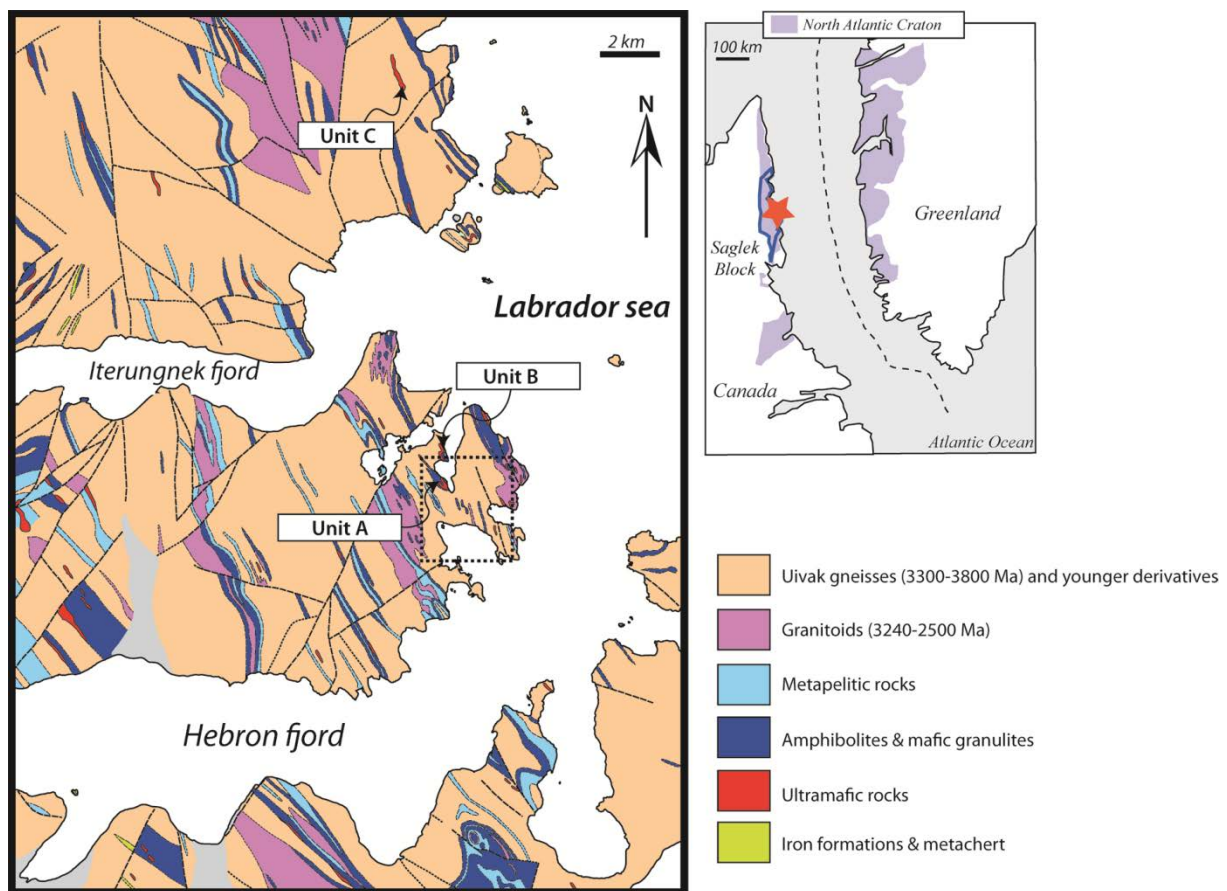 2 km
N
Unit C
Labrador sea
Iterungnek fjord
Unit B
Unit A
Hebron fjord
North Atlantic Craton
100 km
Greenland
Saglek
Block
Canada
Atlantic Ocean
Uivak gneisses (3300-3800 Ma) and younger derivatives
Granitoids (3240-2500 Ma)
Metapelitic rocks
Amphibolites & mafic granulites
Ultramafic rocks
Iron formations & metachert